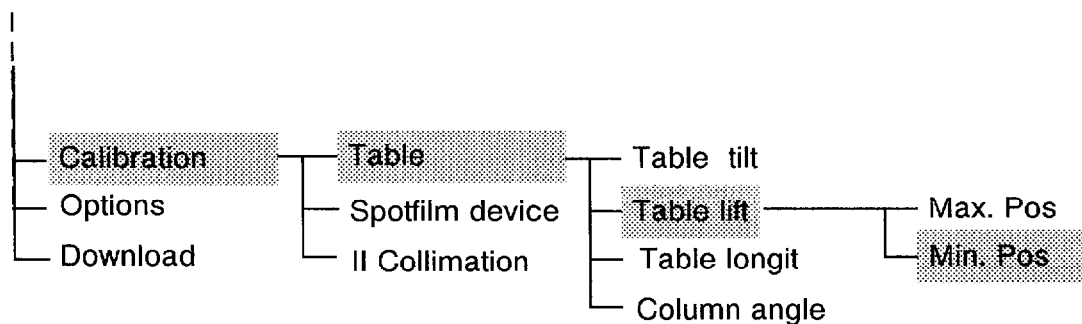 Calibration Table Table tilt
Options Spotfilm device Table lift Max. Pos
Download II Collimation Table longit Min. Pos
Column angle